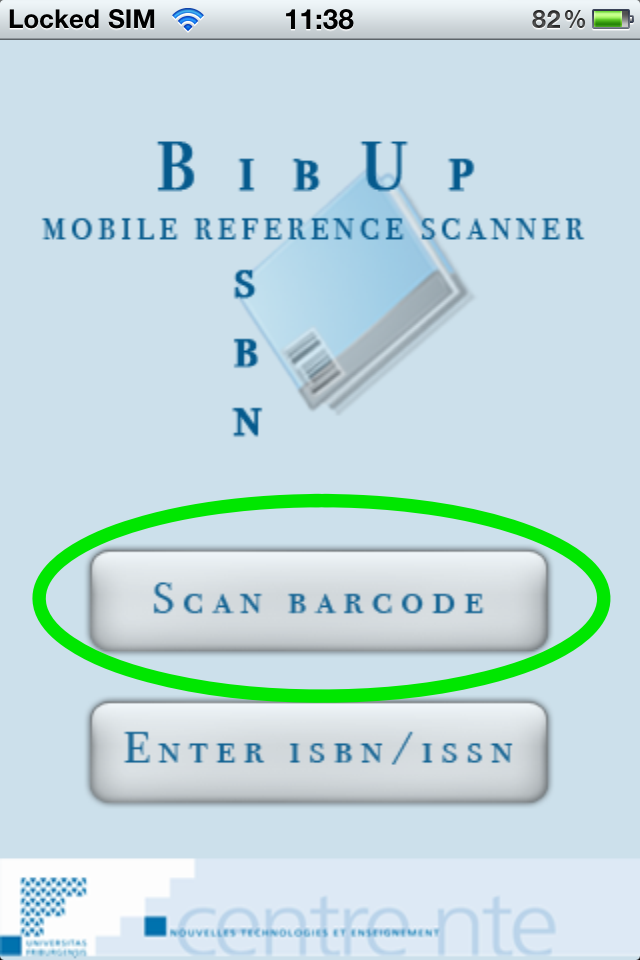 Locked SIM 11:38 82%
BIBUP
MOBILE REFERENCE SCANNER
S
B
N
SCAN BARCODE
ENTER ISBN/ISSN
centre nte
NOUVELLES TECHNOLOGIES ET ENSEIGNEMENT
UNIVERSITAS
FRIBURGENSIS